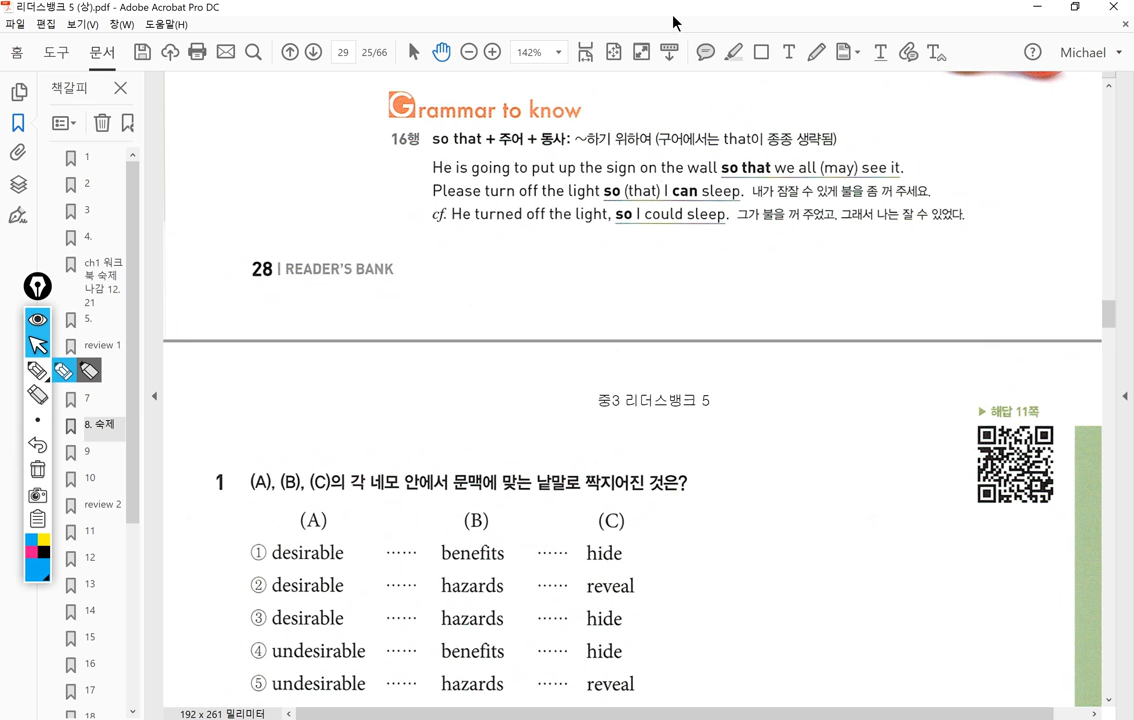 리더스뱅크 5 (상).pdf - Adobe Acrobat Pro DC
파일 편집 보기(V) 창(W) 도움말(H)
홈 도구 문서 29 25/66 142% Michael
책갈피
1
2
3
4.
ch1 워크
북 숙제
나감 12.
21
5.
review 1
7
8. 숙제
9
10
review 2
11
12
13
14
15
16
17
18
Grammar to know
16행 so that + 주어 + 동사: ~하기 위하여 (구어에서는 that이 종종 생략됨)
He is going to put up the sign on the wall so that we all (may) see it.
Please turn off the light so (that) I can sleep. 내가 잠잘 수 있게 불을 좀 꺼 주세요.
cf. He turned off the light, so I could sleep. 그가 불을 꺼 주었고, 그래서 나는 잘 수 있었다.
28 | READER'S BANK
중3 리더스뱅크 5
▶ 해답 11쪽
1 (A), (B), (C)의 각 네모 안에서 문맥에 맞는 낱말로 짝지어진 것은?
(A) (B) (C)
① desirable ······ benefits ······ hide
② desirable ······ hazards ······ reveal
③ desirable ······ hazards ······ hide
④ undesirable ······ benefits ······ hide
⑤ undesirable ······ hazards ······ reveal
192 x 261 밀리미터